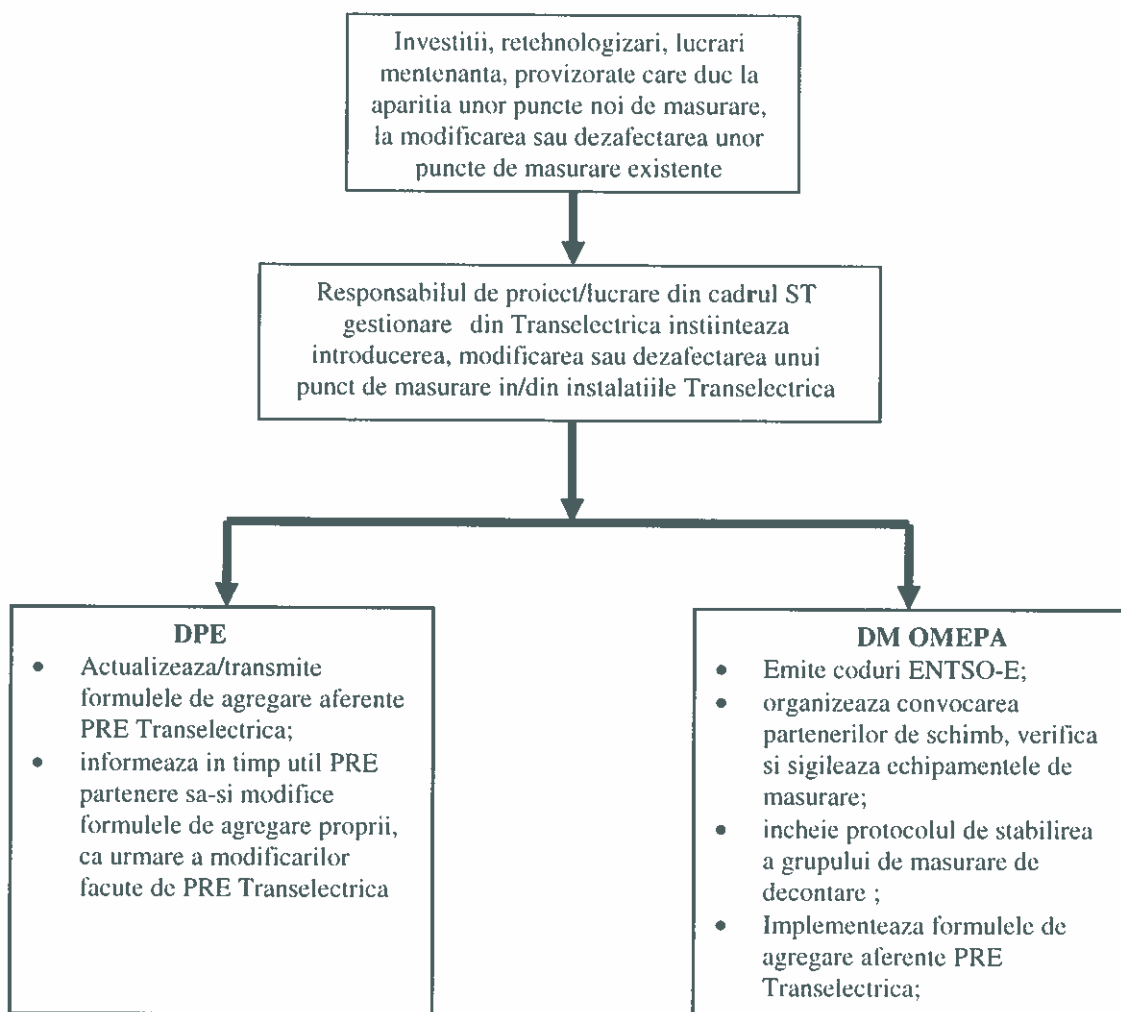 Investitii, retehnologizari, lucrari
mentenanta, provizorate care duc la
aparitia unor puncte noi de masurare,
la modificarea sau dezafectarea unor
puncte de masurare existente
Responsabilul de proiect/lucrare din cadrul ST
gestionare din Transelectrica instiinteaza
introducerea, modificarea sau dezafectarea unui
punct de masurare in/din instalatiile Transelectrica
DPE
• Actualizeaza/transmite
formulele de agregare aferente
PRE Transelectrica;
• informeaza in timp util PRE
partenere sa-si modifice
formulele de agregare proprii,
ca urmare a modificarilor
facute de PRE Transelectrica
DM OMEPA
• Emite coduri ENTSO-E;
• organizeaza convocarea
partenerilor de schimb, verifica
si sigileaza echipamentele de
masurare;
• incheie protocolul de stabilirea
a grupului de masurare de
decontare ;
• Implementeaza formulele de
agregare aferente PRE
Transelectrica;